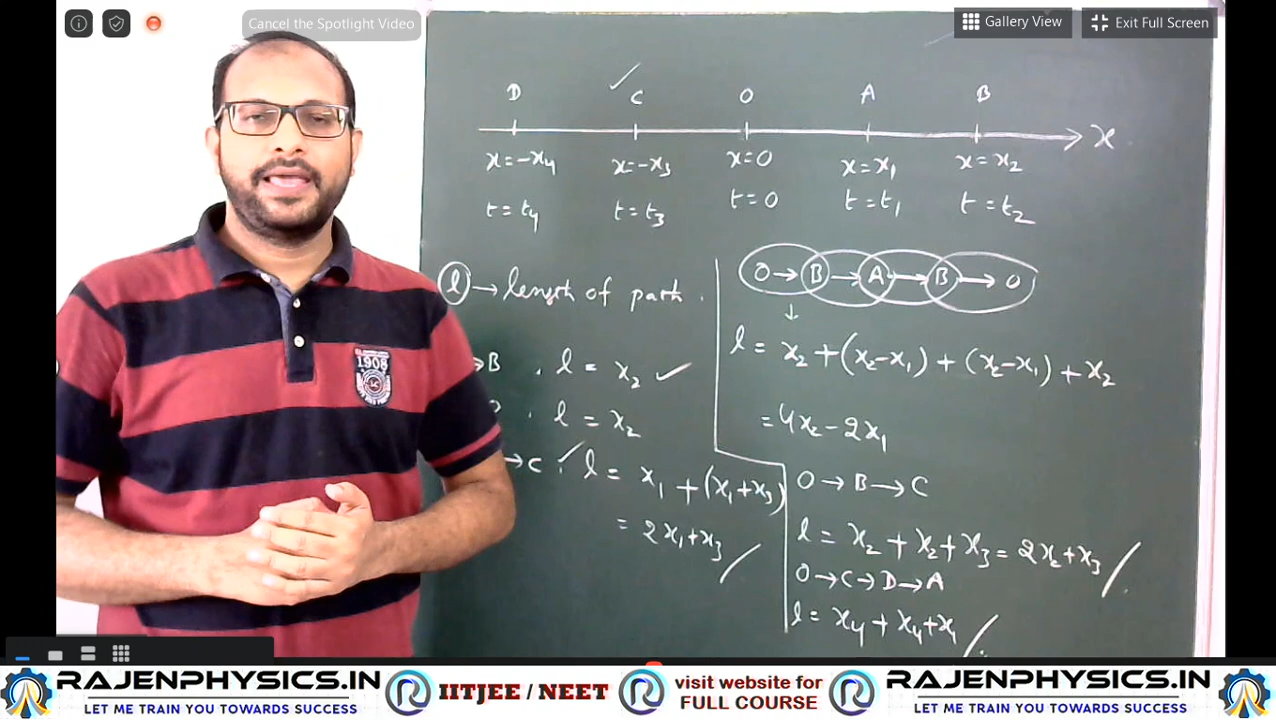 Cancel the Spotlight Video
Gallery View
Exit Full Screen
D C O A B
x
x=-x₄ x=-x₃ x=0 x=x₁ x=x₂
t=t₄ t=t₃ t=0 t=t₁ t=t₂
l → length of path.
→B . l = x₂ ✓
. l = x₂
→C ✓. l = x₁ + (x₁+x₃)
= 2x₁+x₃
O → B → A → B → O
↓
l = x₂ + (x₂-x₁) + (x₂-x₁) + x₂
= 4x₂ - 2x₁
O → B → C
l = x₂ + x₂ + x₃ = 2x₂+x₃
O→C→D→A
l = x₄ + x₄+x₁
1908
RAJENPHYSICS.IN
LET ME TRAIN YOU TOWARDS SUCCESS
IITJEE / NEET
visit website for
FULL COURSE
RAJENPHYSICS.IN
LET ME TRAIN YOU TOWARDS SUCCESS